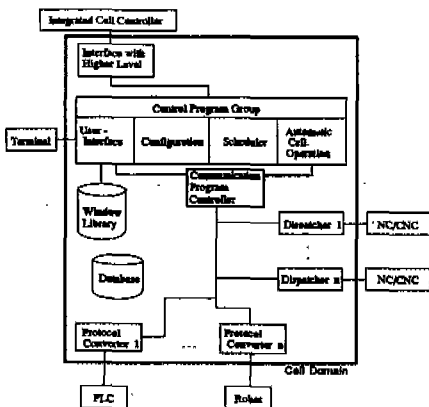 Integrated Cell Controller
Interface with
Higher Level
Control Program Group
Terminal
User -
Interface
Configuration
Scheduler
Automatic
Cell-
Operation
Communication
Program
Controller
Window
Library
Dispatcher 1
NC/CNC
Database
Dispatcher n
NC/CNC
Protocol
Converter 1
Protocol
Converter n
Cell Domain
PLC
Robot